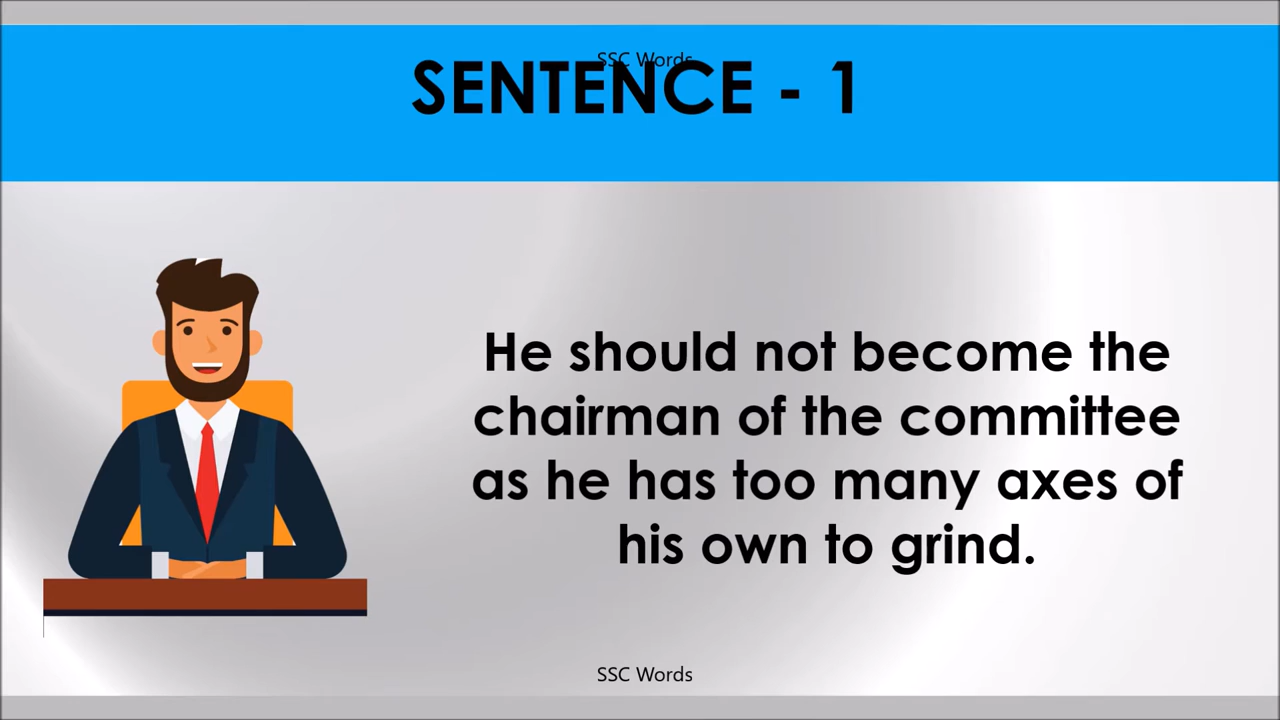 SSC Words
SENTENCE - 1
He should not become the
chairman of the committee
as he has too many axes of
his own to grind.
SSC Words